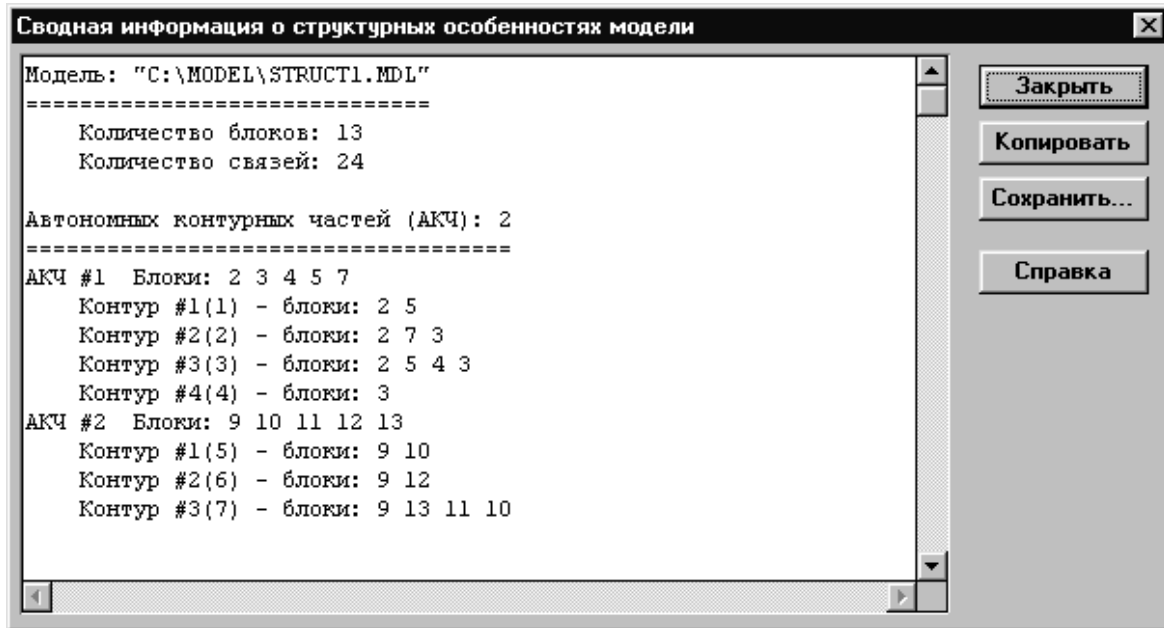 Сводная информация о структурных особенностях модели
Модель: "C:\MODEL\STRUCT1.MDL"
==============================
Количество блоков: 13
Количество связей: 24
Автономных контурных частей (АКЧ): 2
====================================
АКЧ #1 Блоки: 2 3 4 5 7
Контур #1(1) - блоки: 2 5
Контур #2(2) - блоки: 2 7 3
Контур #3(3) - блоки: 2 5 4 3
Контур #4(4) - блоки: 3
АКЧ #2 Блоки: 9 10 11 12 13
Контур #1(5) - блоки: 9 10
Контур #2(6) - блоки: 9 12
Контур #3(7) - блоки: 9 13 11 10
Закрыть
Копировать
Сохранить...
Справка